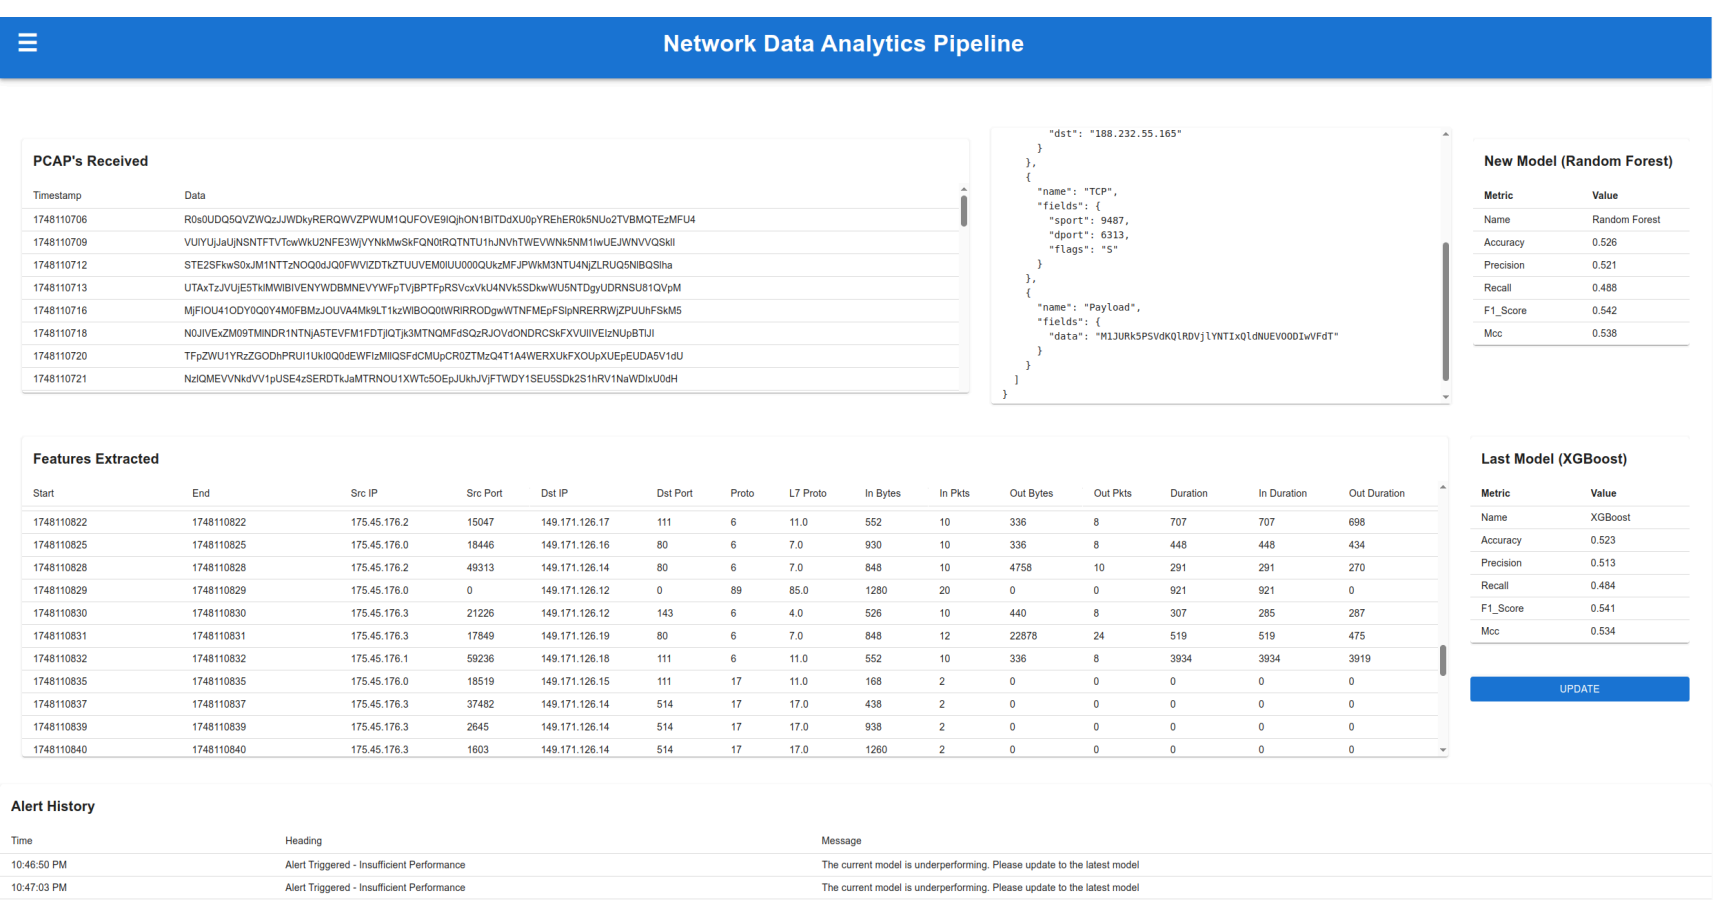 Network Data Analytics Pipeline
PCAP's Received
Timestamp Data
1748110706
1748110709
1748110712
1748110713
1748110716
1748110718
1748110720
1748110721
"dst": "188.232.55.165"
}
},
{
"name": "TCP",
"fields": {
"sport": 9487,
"dport": 6313,
"flags": "S"
}
},
{
"name": "Payload",
"fields": {
"data":
}
}
]
}
New Model (Random Forest)
Metric Value
Name Random Forest
Accuracy 0.526
Precision 0.521
Recall 0.488
F1_Score 0.542
Mcc 0.538
Features Extracted
Start End Src IP Src Port Dst IP Dst Port Proto L7 Proto In Bytes In Pkts Out Bytes Out Pkts Duration In Duration Out Duration
1748110822 1748110822 175.45.176.2 15047 149.171.126.17 111 6 11.0 552 10 336 8 707 707 698
1748110825 1748110825 175.45.176.0 18446 149.171.126.16 80 6 7.0 930 10 336 8 448 448 434
1748110828 1748110828 175.45.176.2 49313 149.171.126.14 80 6 7.0 848 10 4758 10 291 291 270
1748110829 1748110829 175.45.176.0 0 149.171.126.12 0 89 85.0 1280 20 0 0 921 921 0
1748110830 1748110830 175.45.176.3 21226 149.171.126.12 143 6 4.0 526 10 440 8 307 285 287
1748110831 1748110831 175.45.176.3 17849 149.171.126.19 80 6 7.0 848 12 22878 24 519 519 475
1748110832 1748110832 175.45.176.1 59236 149.171.126.18 111 6 11.0 552 10 336 8 3934 3934 3919
1748110835 1748110835 175.45.176.0 18519 149.171.126.15 111 17 11.0 168 2 0 0 0 0 0
1748110837 1748110837 175.45.176.3 37482 149.171.126.14 514 17 17.0 438 2 0 0 0 0 0
1748110839 1748110839 175.45.176.3 2645 149.171.126.14 514 17 17.0 938 2 0 0 0 0 0
1748110840 1748110840 175.45.176.3 1603 149.171.126.14 514 17 17.0 1260 2 0 0 0 0 0
Last Model (XGBoost)
Metric Value
Name XGBoost
Accuracy 0.523
Precision 0.513
Recall 0.484
F1_Score 0.541
Mcc 0.534
UPDATE
Alert History
Time Heading Message
10:46:50 PM Alert Triggered - Insufficient Performance The current model is underperforming. Please update to the latest model
10:47:03 PM Alert Triggered - Insufficient Performance The current model is underperforming. Please update to the latest model